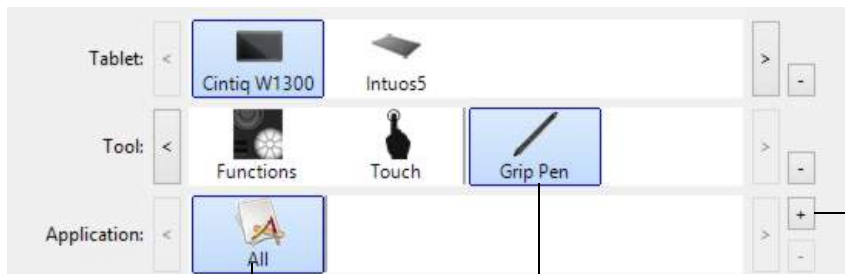 Tablet: < Cintiq W1300 Intuos5 > -
Tool: < Functions Touch Grip Pen > -
Application: < All > + -